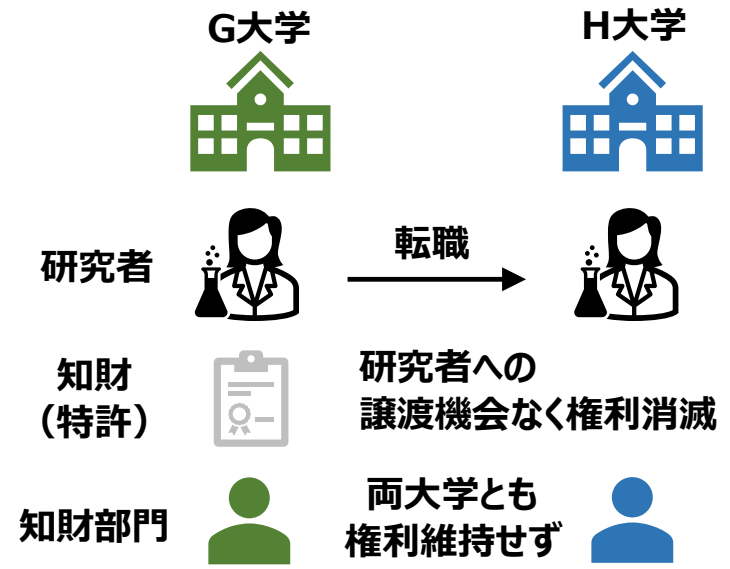 G大学
H大学
研究者
転職
知財
(特許)
研究者への
譲渡機会なく権利消滅
知財部門
両大学とも
権利維持せず